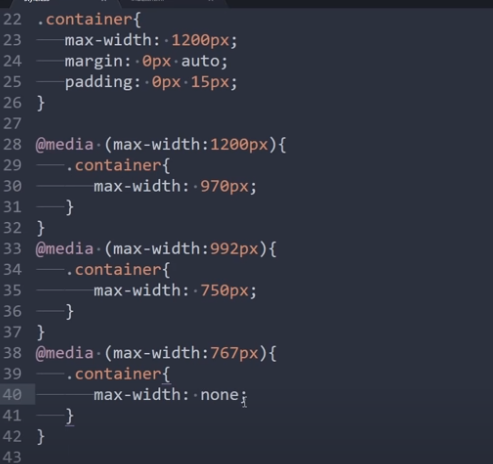 22 .container{
23 max-width: 1200px;
24 margin: 0px auto;
25 padding: 0px 15px;
26 }
27
28 @media (max-width:1200px){
29 .container{
30 max-width: 970px;
31 }
32 }
33 @media (max-width:992px){
34 .container{
35 max-width: 750px;
36 }
37 }
38 @media (max-width:767px){
39 .container{
40 max-width: none;
41 }
42 }
43